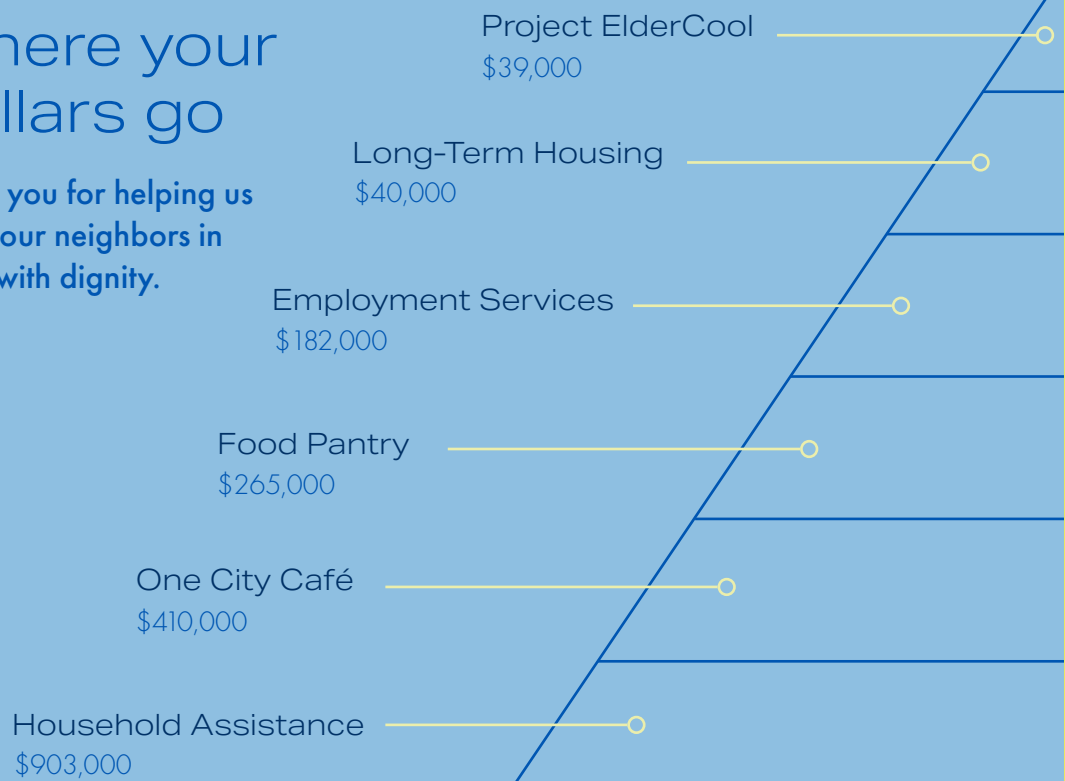 here your
llars go
you for helping us
our neighbors in
with dignity.
Project ElderCool
$39,000
Long-Term Housing
$40,000
Employment Services
$182,000
Food Pantry
$265,000
One City Café
$410,000
Household Assistance
$903,000